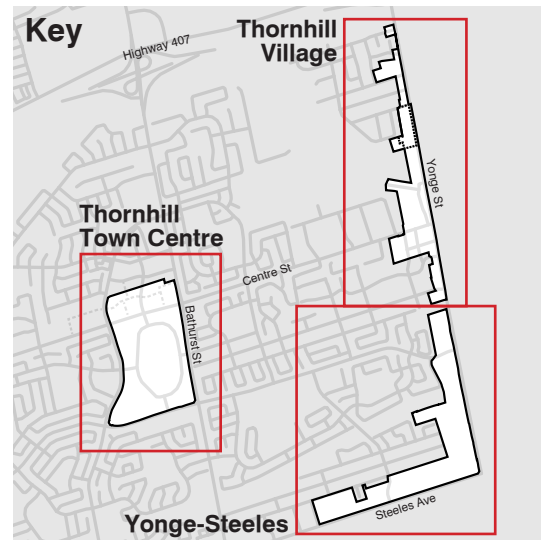 Key
Highway 407
Thornhill
Village
Yonge St
Thornhill
Town Centre
Centre St
Bathurst St
Yonge-Steeles
Steeles Ave